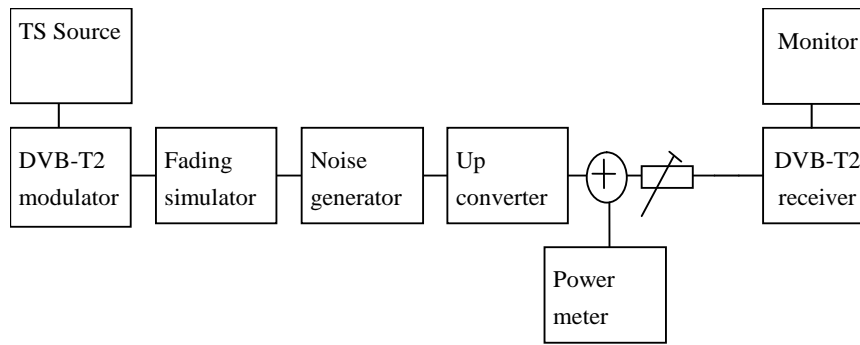 TS Source
Monitor
DVB-T2
modulator
Fading
simulator
Noise
generator
Up
converter
DVB-T2
receiver
Power
meter